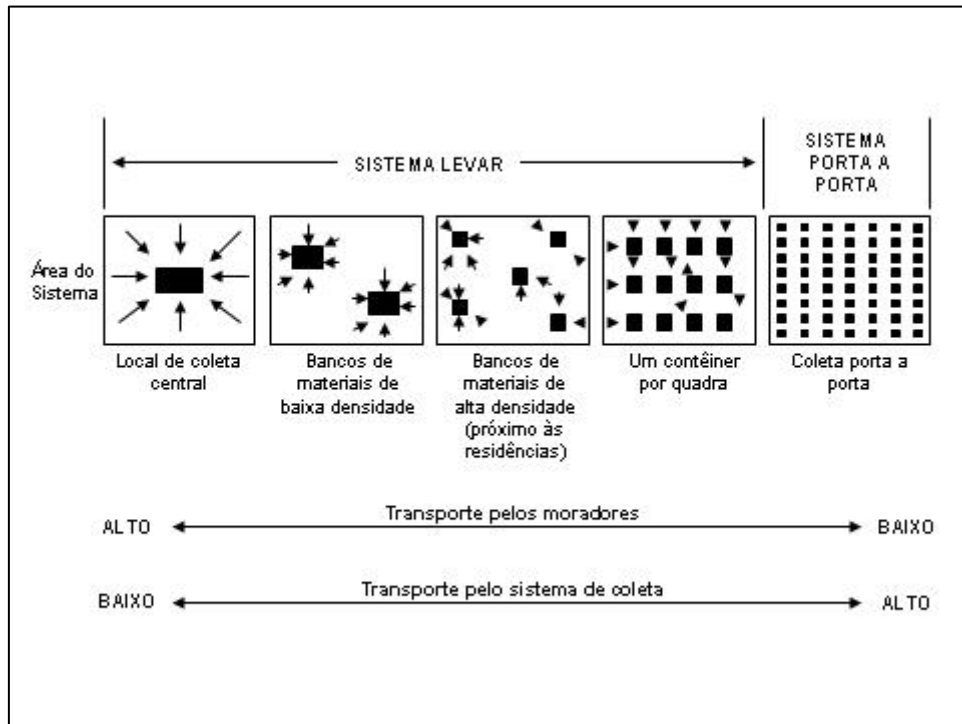 SISTEMA LEVAR
SISTEMA
PORTA A
PORTA
Área do
Sistema
Local de coleta
central
Bancos de
materiais de
baixa densidade
Bancos de
materiais de
alta densidade
(próximo às
residências)
Um contêiner
por quadra
Coleta porta a
porta
ALTO
Transporte pelos moradores
BAIXO
BAIXO
Transporte pelo sistema de coleta
ALTO